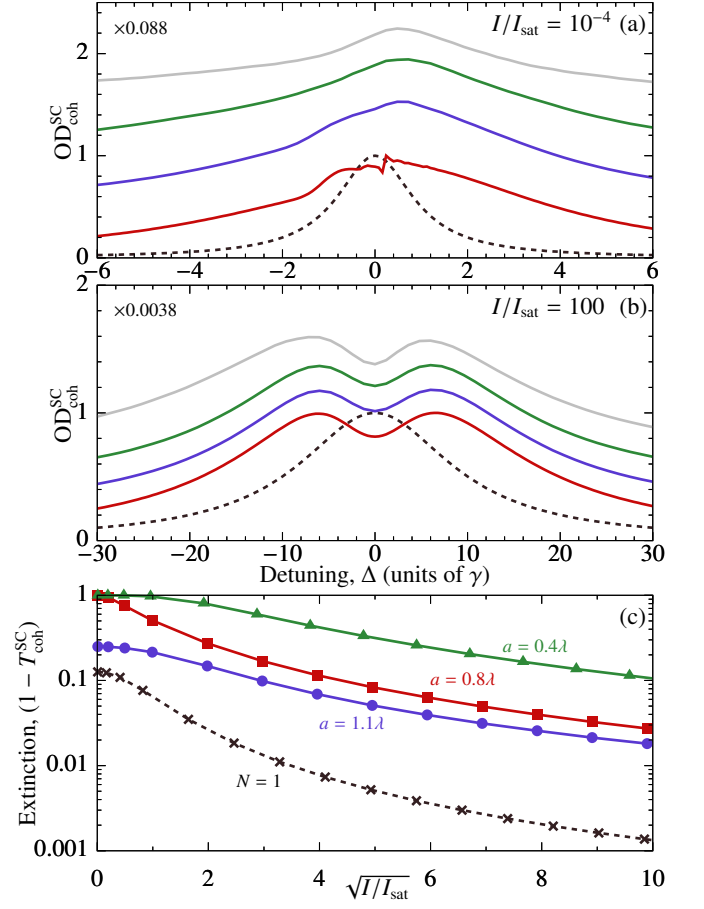 ×0.088
I/I_sat = 10⁻⁴ (a)
OD^SC_coh
2
1
0
−6 −4 −2 0 2 4 6
×0.0038
I/I_sat = 100 (b)
OD^SC_coh
2
1
0
−30 −20 −10 0 10 20 30
Detuning, Δ (units of γ)
(c)
Extinction, (1 − T^SC_coh)
1
0.1
0.01
0.001
a = 0.4λ
a = 0.8λ
a = 1.1λ
N = 1
0 2 4 6 8 10
√I/I_sat